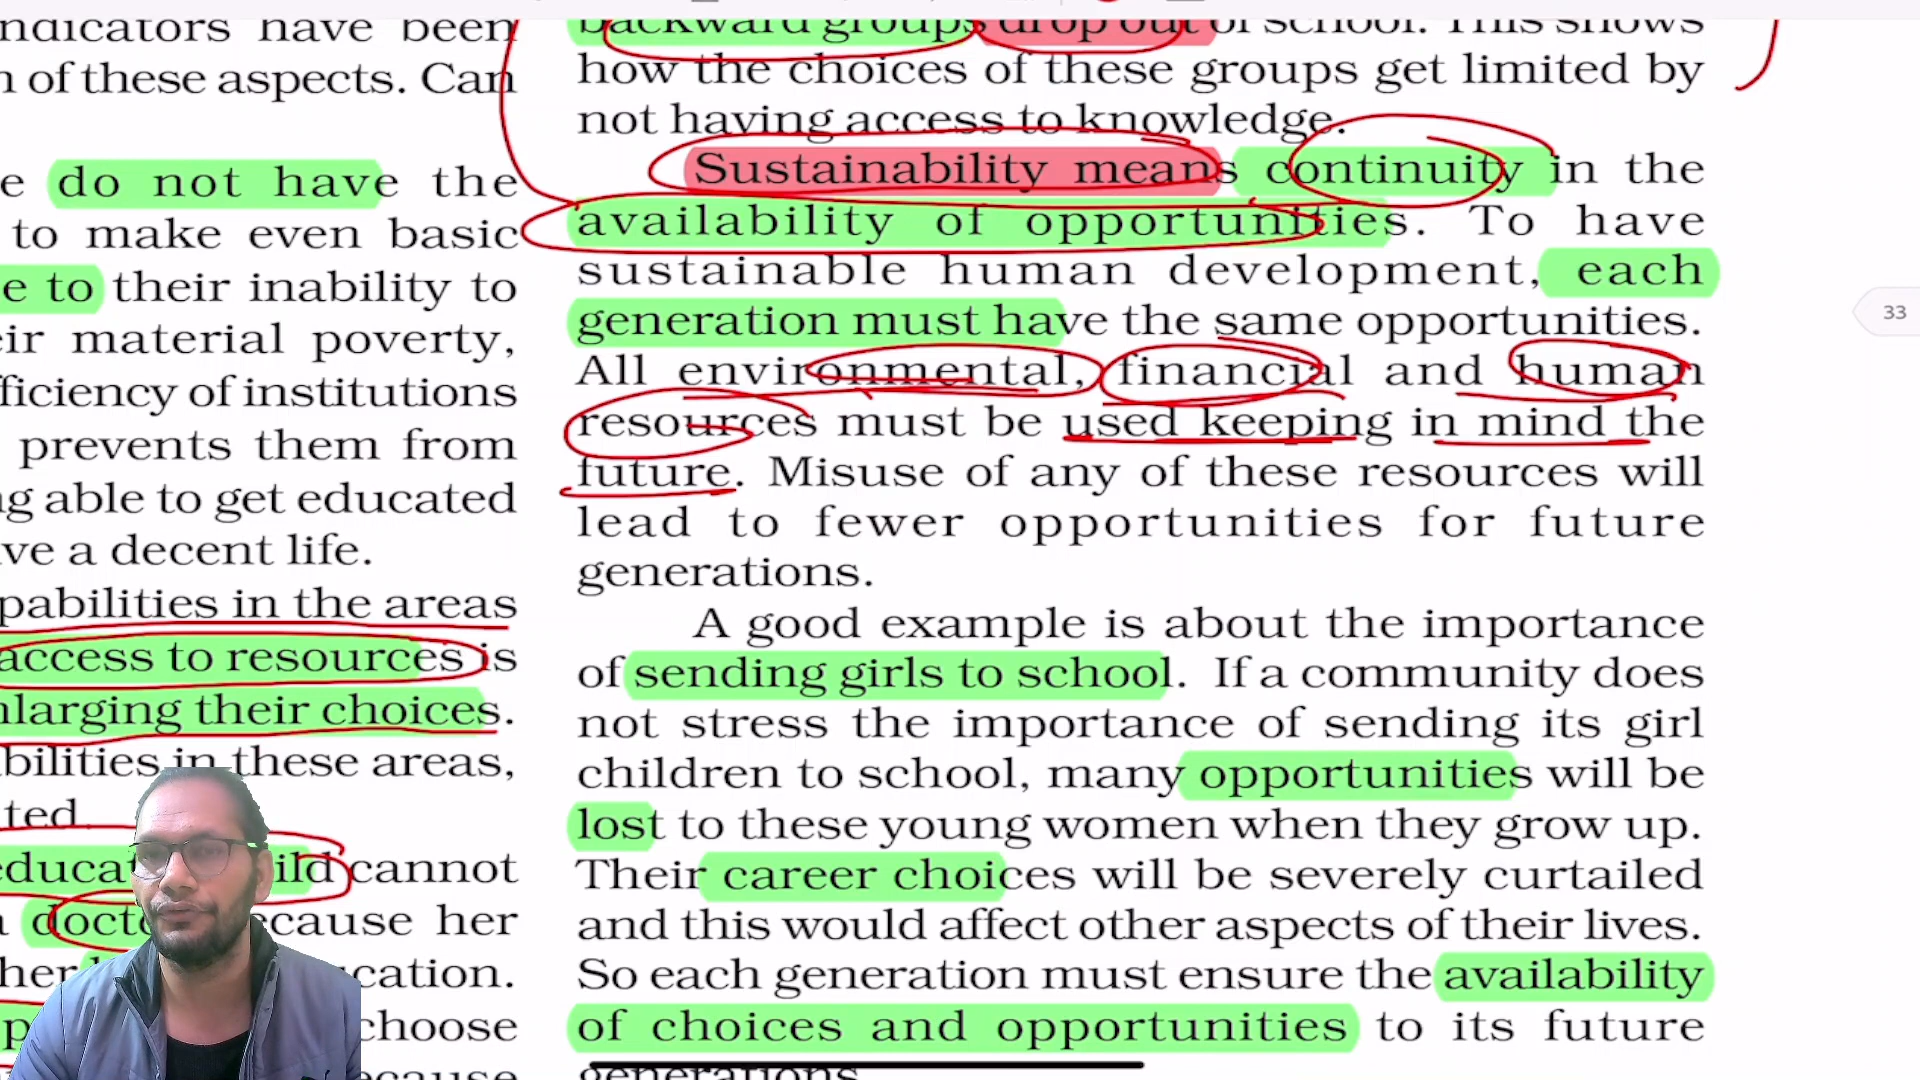 ndicators have been
n of these aspects. Can
e do not have the
to make even basic
e to their inability to
eir material poverty,
fficiency of institutions
prevents them from
ng able to get educated
ve a decent life.
pabilities in the areas
access to resources is
nlarging their choices.
bilities in these areas,
ted.
educat ild cannot
docto ecause her
her cation.
p choose
ecause
backward groups drop out of school. This shows
how the choices of these groups get limited by
not having access to knowledge.
Sustainability means continuity in the
availability of opportunities. To have
sustainable human development, each
generation must have the same opportunities.
All environmental, financial and human
resources must be used keeping in mind the
future. Misuse of any of these resources will
lead to fewer opportunities for future
generations.
A good example is about the importance
of sending girls to school. If a community does
not stress the importance of sending its girl
children to school, many opportunities will be
lost to these young women when they grow up.
Their career choices will be severely curtailed
and this would affect other aspects of their lives.
So each generation must ensure the availability
of choices and opportunities to its future
generations.
33